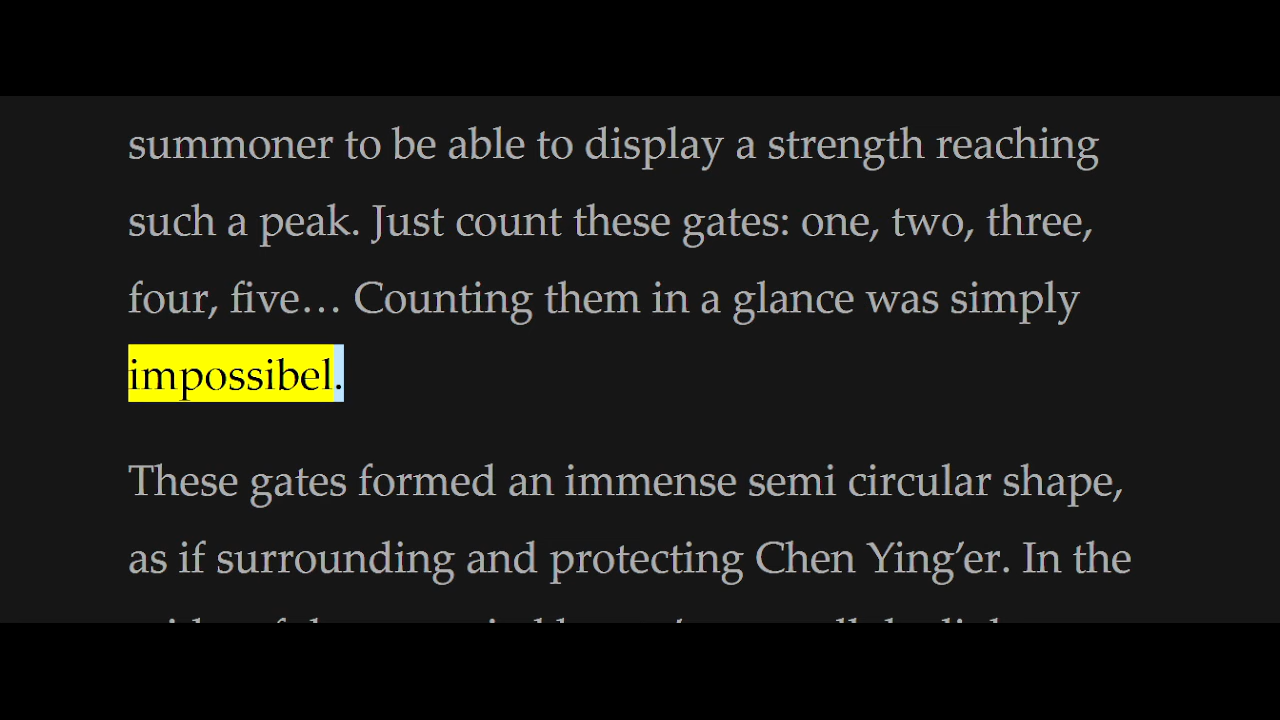 summoner to be able to display a strength reaching
such a peak. Just count these gates: one, two, three,
four, five… Counting them in a glance was simply
impossibel.
These gates formed an immense semi circular shape,
as if surrounding and protecting Chen Ying’er. In the